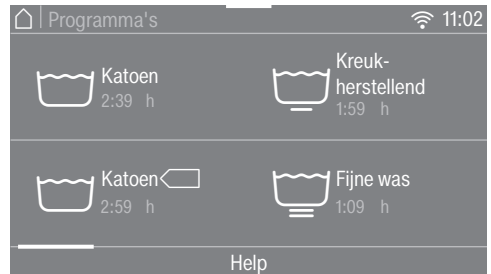 Programma's
11:02
Katoen
2:39 h
Kreuk-
herstellend
1:59 h
Katoen
2:59 h
Fijne was
1:09 h
Help